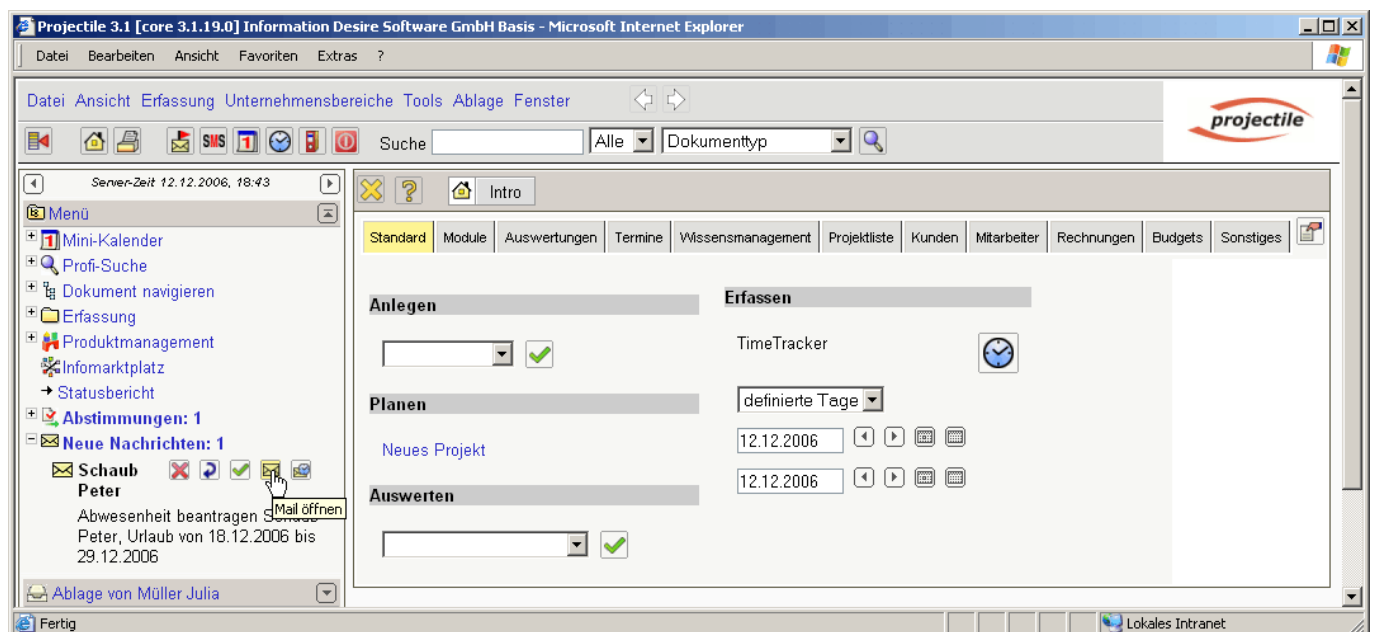 Projectile 3.1 [core 3.1.19.0] Information Desire Software GmbH Basis - Microsoft Internet Explorer
Datei Bearbeiten Ansicht Favoriten Extras ?
Datei Ansicht Erfassung Unternehmensbereiche Tools Ablage Fenster
projectile
SMS 1 Suche Alle Dokumenttyp
Server-Zeit 12.12.2006, 18:43
Menü
1 Mini-Kalender
Profi-Suche
Dokument navigieren
Erfassung
Produktmanagement
Infomarktplatz
Statusbericht
Abstimmungen: 1
Neue Nachrichten: 1
Schaub
Peter
Mail öffnen
Abwesenheit beantragen Schaub
Peter, Urlaub von 18.12.2006 bis
29.12.2006
Ablage von Müller Julia
? Intro
Standard Module Auswertungen Termine Wissensmanagement Projektliste Kunden Mitarbeiter Rechnungen Budgets Sonstiges
Anlegen
Planen
Neues Projekt
Auswerten
Erfassen
TimeTracker
definierte Tage
12.12.2006
12.12.2006
Fertig
Lokales Intranet